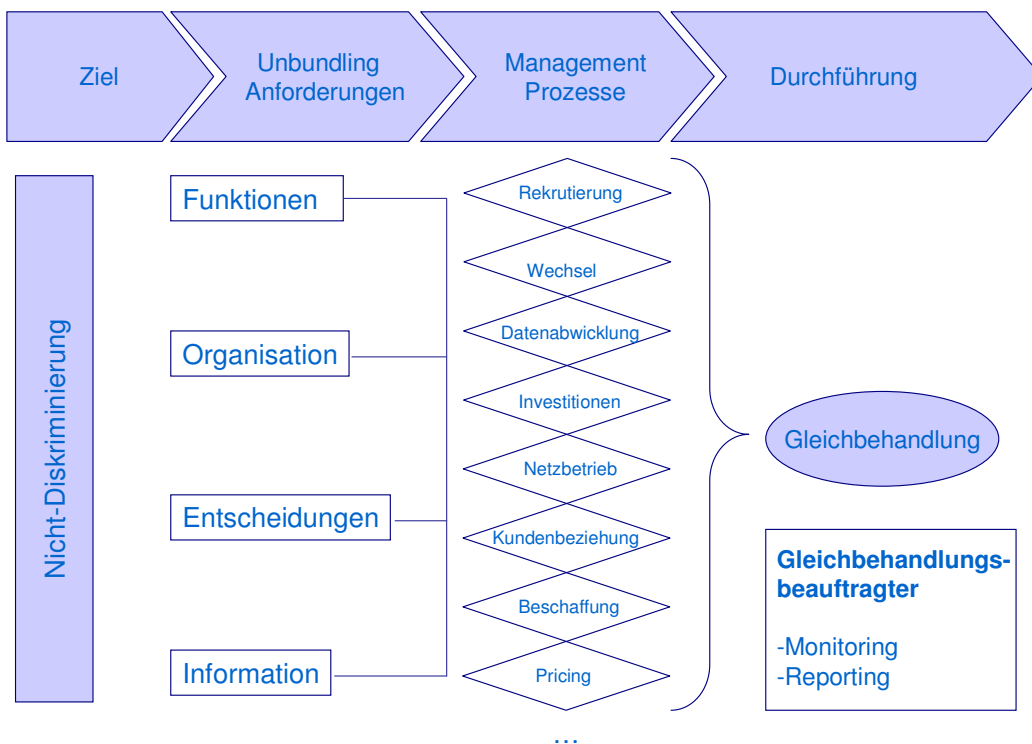 Ziel
Unbundling
Anforderungen
Management
Prozesse
Durchführung
Nicht-Diskriminierung
Funktionen
Organisation
Entscheidungen
Information
Rekrutierung
Wechsel
Datenabwicklung
Investitionen
Netzbetrieb
Kundenbeziehung
Beschaffung
Pricing
...
Gleichbehandlung
Gleichbehandlungs-
beauftragter
-Monitoring
-Reporting